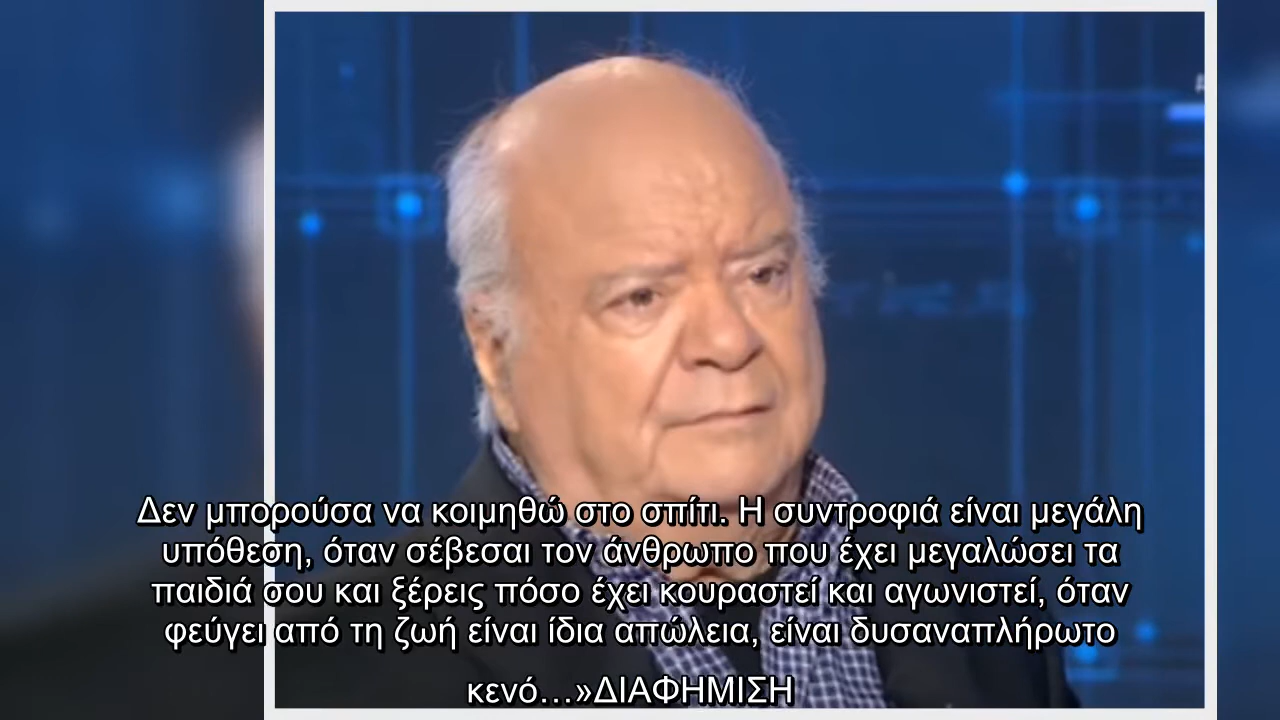 Δεν μπορούσα να κοιμηθώ στο σπίτι. Η συντροφιά είναι μεγάλη
υπόθεση, όταν σέβεσαι τον άνθρωπο που έχει μεγαλώσει τα
παιδιά σου και ξέρεις πόσο έχει κουραστεί και αγωνιστεί, όταν
φεύγει από τη ζωή είναι ίδια απώλεια, είναι δυσαναπλήρωτο
κενό…»ΔΙΑΦΗΜΙΣΗ